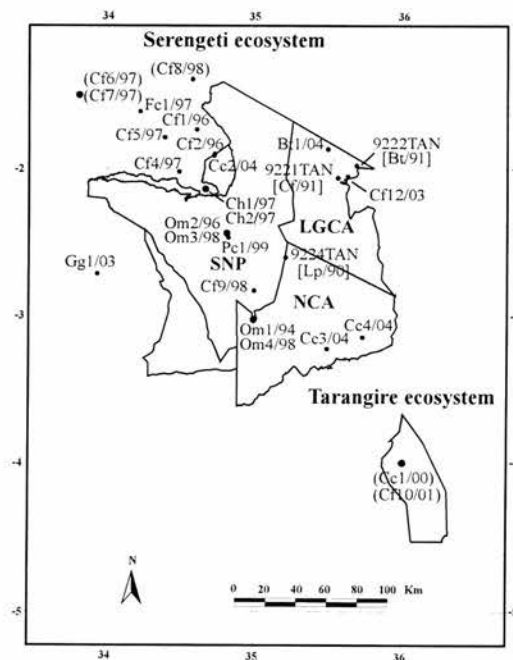 34 35 36
Serengeti ecosystem
(Cf8/98)
(Cf6/97)
(Cf7/97)
Fc1/97
Cf1/96
Cf5/97
Cf2/96
Bt1/04
9222TAN
[Bt/91]
-2
Cf4/97
Cc2/04
9221TAN
[Cf/91]
Cf12/03
Ch1/97
Ch2/97
Om2/96
Om3/98
LGCA
Pc1/99
9224TAN
[Lp/90]
Gg1/03
SNP
Cf9/98
NCA
-3
Om1/94
Om4/98
Cc3/04
Cc4/04
Tarangire ecosystem
-4
(Cc1/00)
(Cf10/01)
N
0 20 40 60 80 100 Km
-5
34 35 36